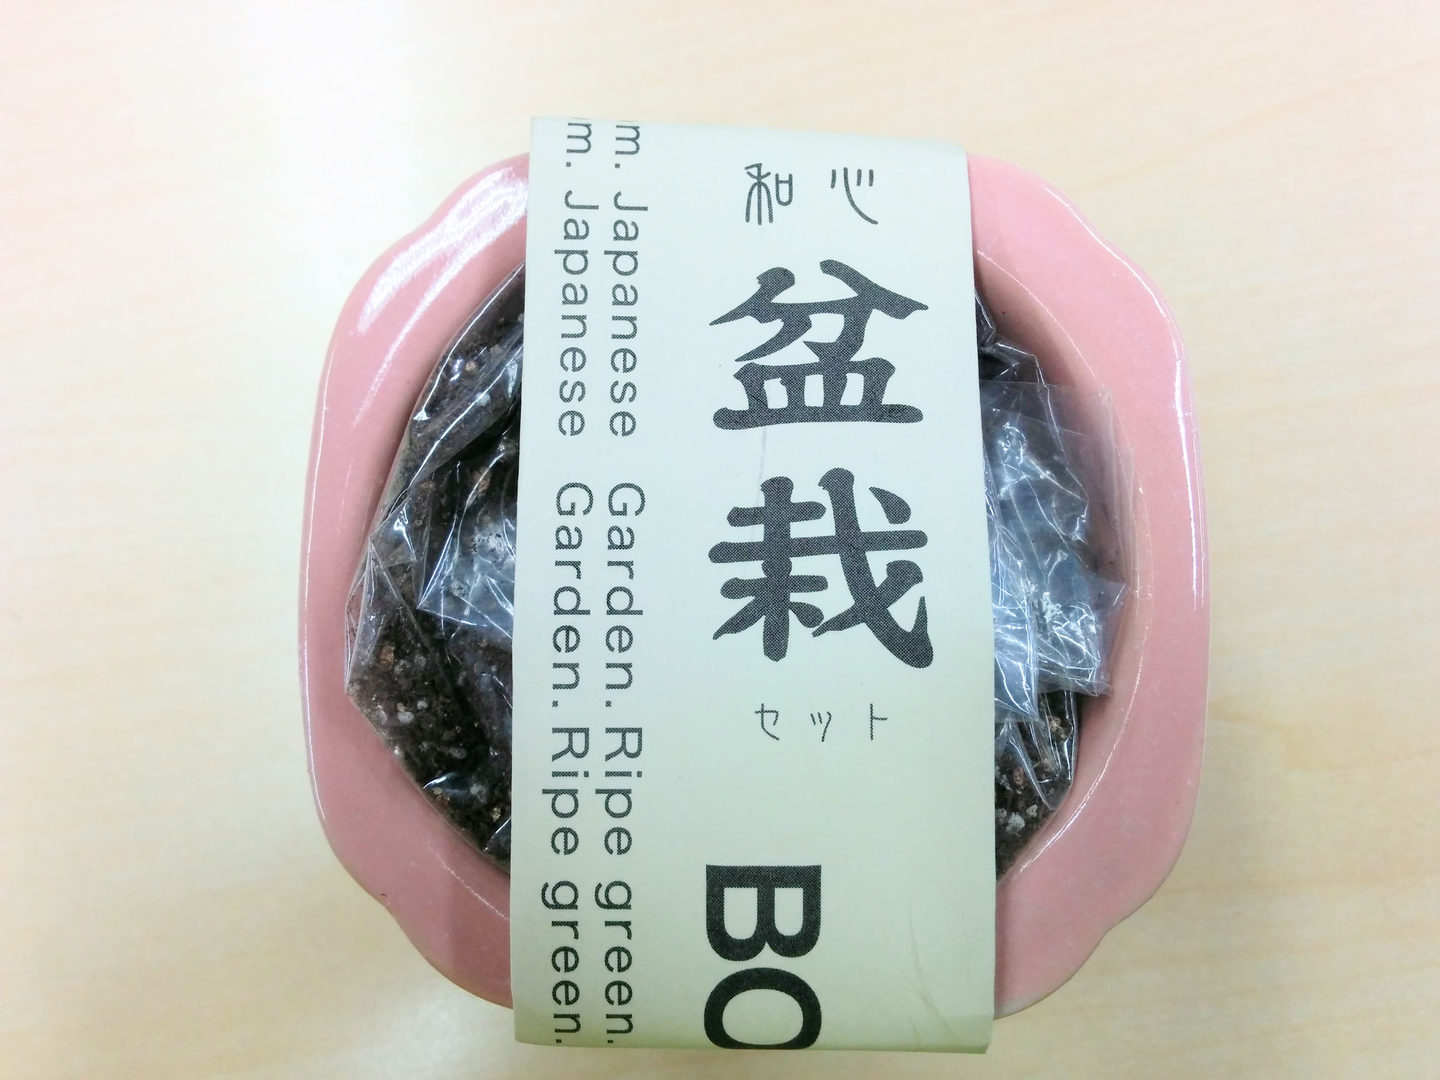 和心
盆栽
セット
BO
m. Japanese Garden. Ripe green.
m. Japanese Garden. Ripe green.